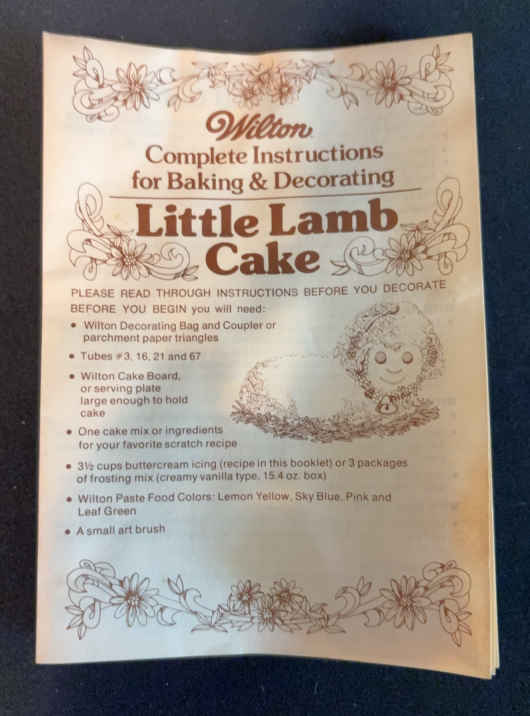 Wilton
Complete Instructions
for Baking & Decorating
Little Lamb
Cake
PLEASE READ THROUGH INSTRUCTIONS BEFORE YOU DECORATE
BEFORE YOU BEGIN you will need:
• Wilton Decorating Bag and Coupler or
parchment paper triangles
• Tubes #3, 16, 21 and 67
• Wilton Cake Board,
or serving plate
large enough to hold
cake
• One cake mix or ingredients
for your favorite scratch recipe
• 3½ cups buttercream icing (recipe in this booklet) or 3 packages
of frosting mix (creamy vanilla type, 15.4 oz. box)
• Wilton Paste Food Colors: Lemon Yellow, Sky Blue, Pink and
Leaf Green
• A small art brush